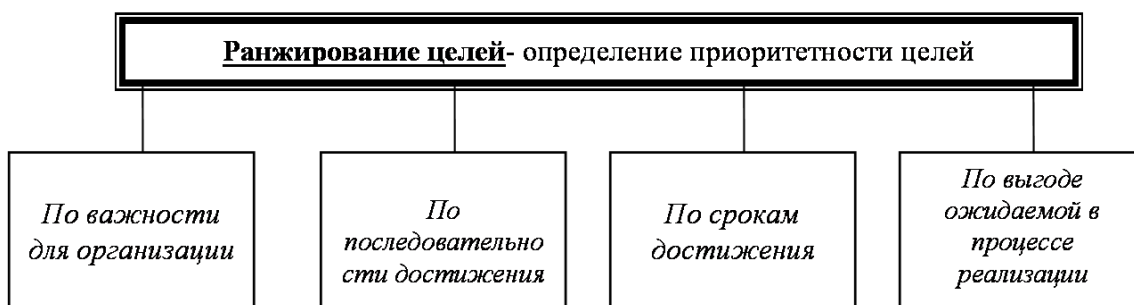 Ранжирование целей- определение приоритетности целей
По важности
для организации
По
последовательно
сти достижения
По срокам
достижения
По выгоде
ожидаемой в
процессе
реализации